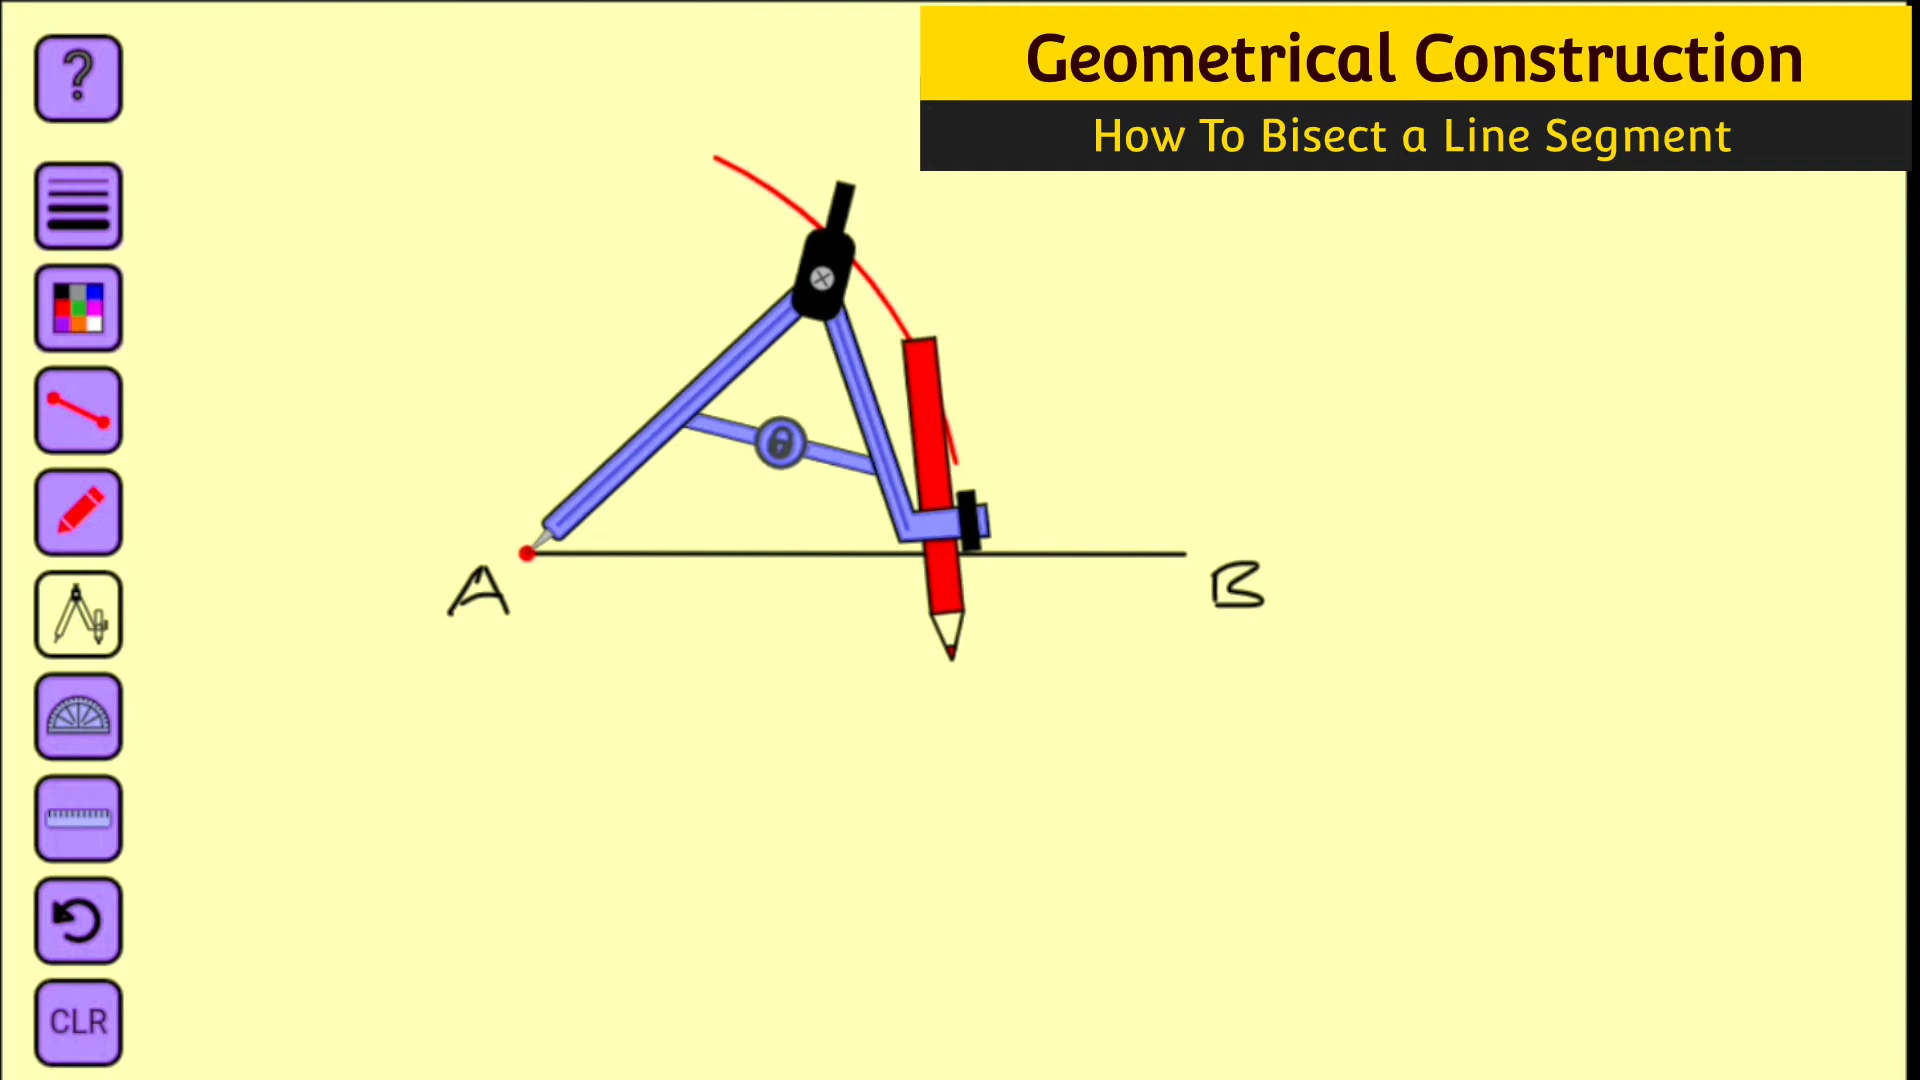 Geometrical Construction
How To Bisect a Line Segment
?
A
B
CLR